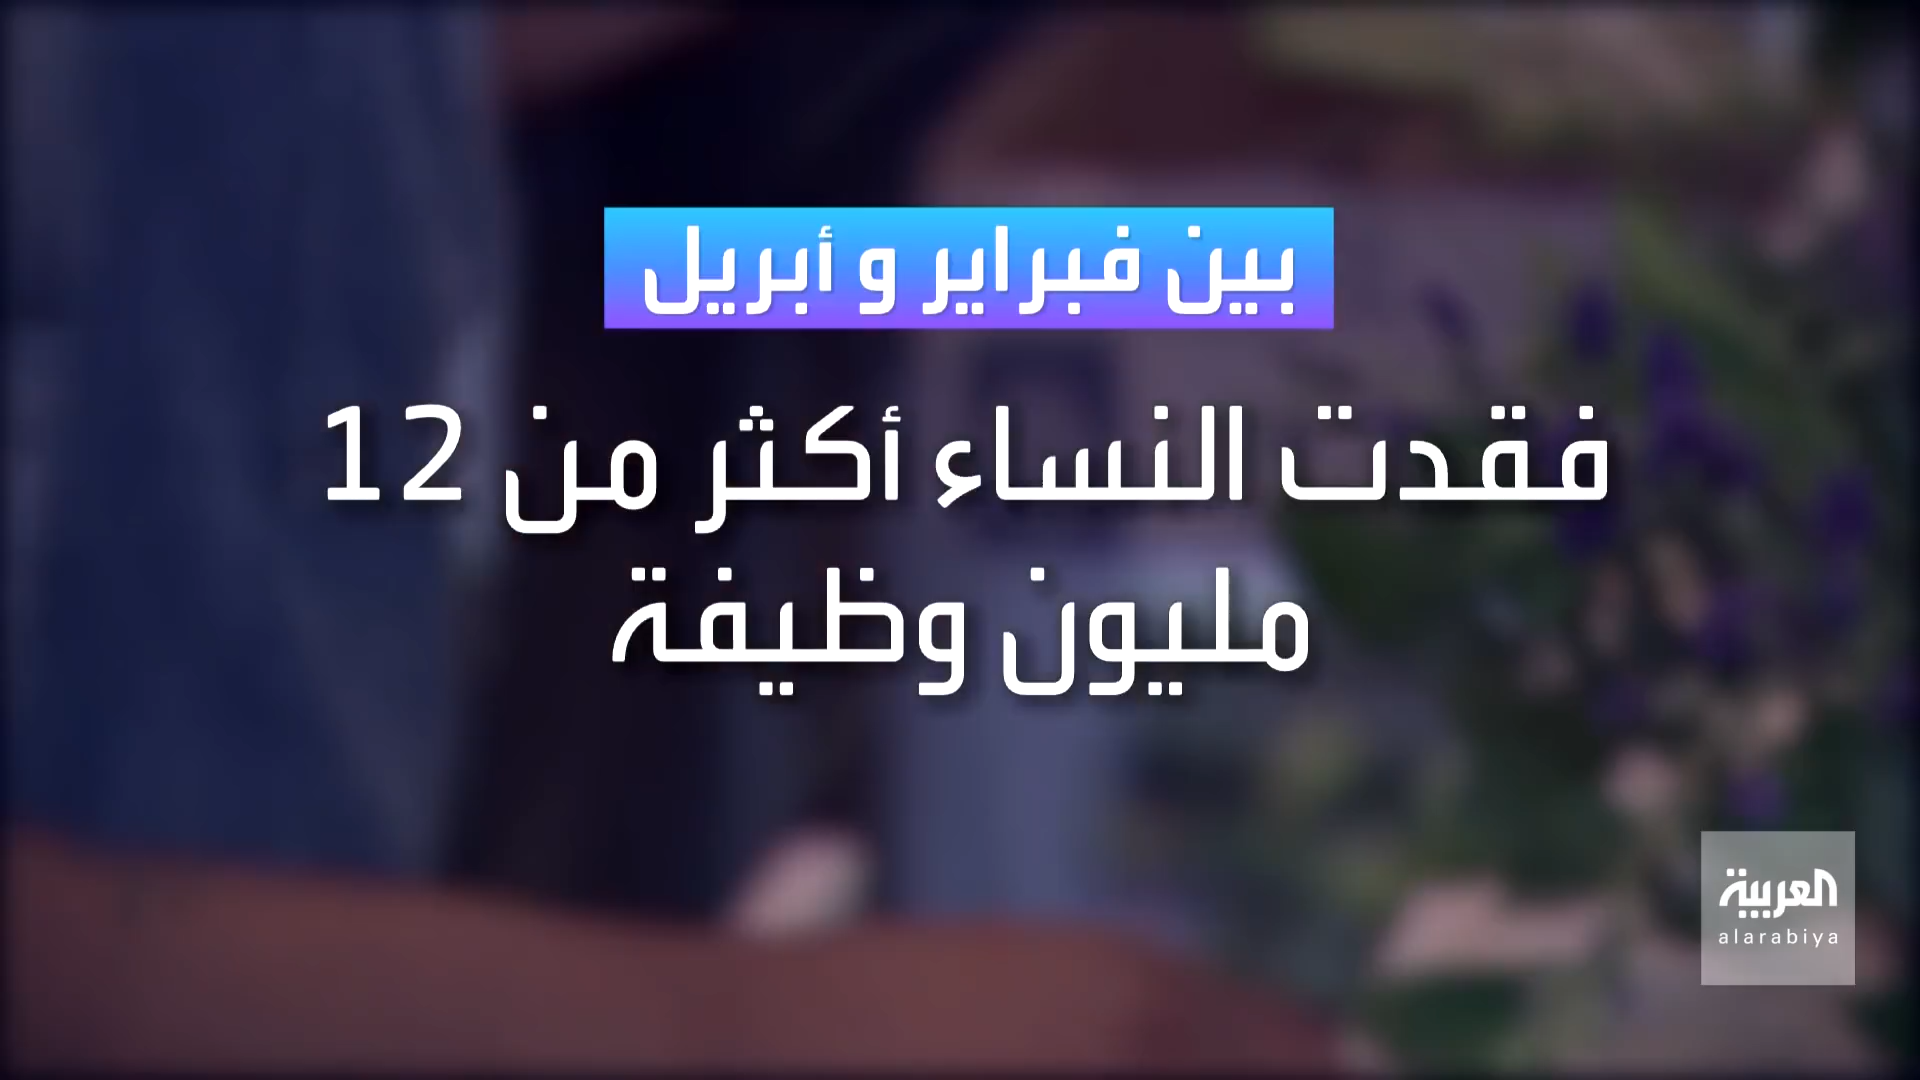 بين فبراير و أبريل
فقدت النساء أكثر من 12
مليون وظيفة
العربية
alarabiya